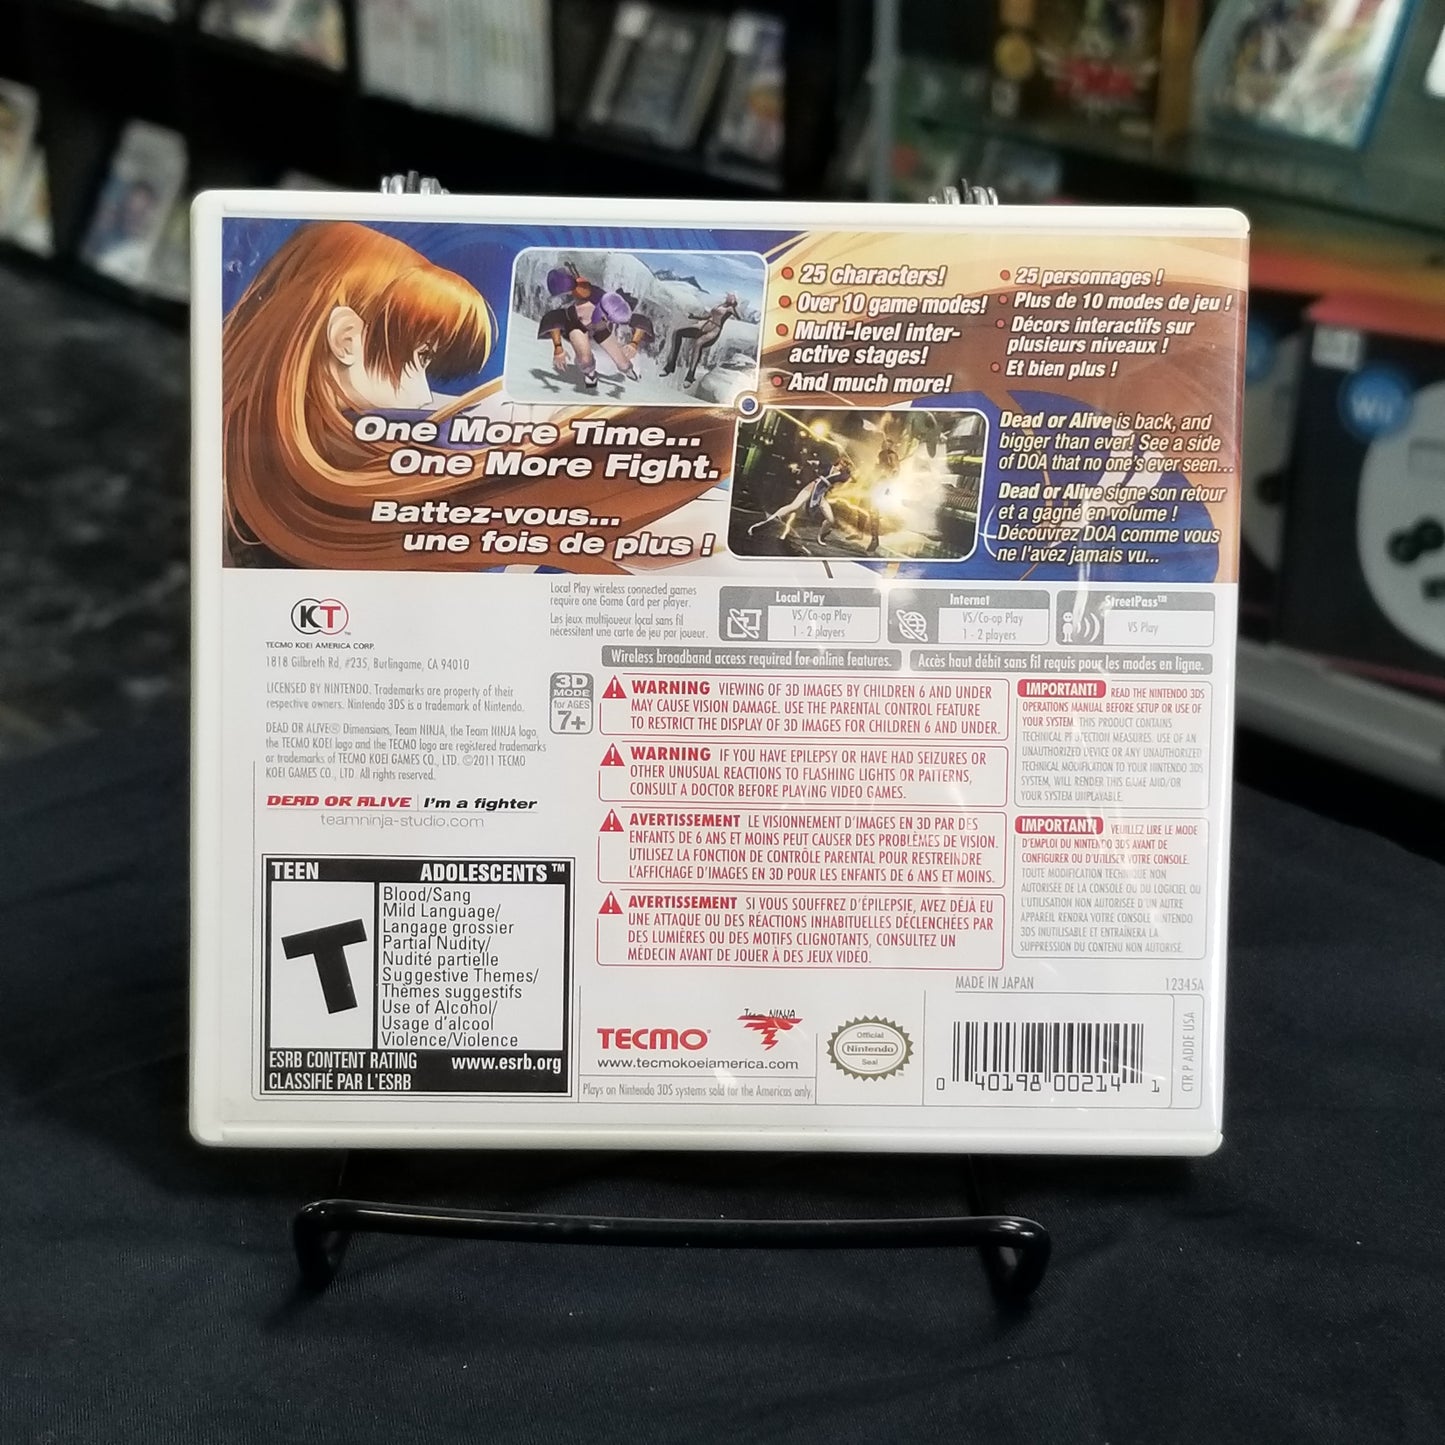 25 characters!
Over 10 game modes!
Multi-level inter-
active stages!
And much more!
25 personnages !
Plus de 10 modes de jeu !
Décors interactifs sur
plusieurs niveaux !
Et bien plus !
One More Time...
One More Fight.
Battez-vous...
une fois de plus !
Dead or Alive is back, and
bigger than ever! See a side
of DOA that no one's ever seen...
Dead or Alive signe son retour
et a gagné en volume !
Découvrez DOA comme vous
ne l'avez jamais vu...
KT
TM
TECMO KOEI AMERICA CORP.
1818 Gilbreth Rd, #235, Burlingame, CA 94010
LICENSED BY NINTENDO. Trademarks are property of their
respective owners. Nintendo 3DS is a trademark of Nintendo.
DEAD OR ALIVE® Dimensions, Team NINJA, the Team NINJA logo,
the TECMO KOEI logo and the TECMO logo are registered trademarks
or trademarks of TECMO KOEI GAMES CO., LTD. ©2011 TECMO
KOEI GAMES CO., LTD. All rights reserved.
DEAD OR ALIVE | I'm a fighter
teamninja-studio.com
Local Play wireless connected games
require one Game Card per player.
Les jeux multijoueur local sans fil
nécessitent une carte de jeu par joueur.
Local Play
VS/Co-op Play
1 - 2 players
Internet
VS/Co-op Play
1 - 2 players
StreetPass™
VS Play
Wireless broadband access required for online features.
Accès haut débit sans fil requis pour les modes en ligne.
3D
MODE
for AGES
7+
WARNING VIEWING OF 3D IMAGES BY CHILDREN 6 AND UNDER
MAY CAUSE VISION DAMAGE. USE THE PARENTAL CONTROL FEATURE
TO RESTRICT THE DISPLAY OF 3D IMAGES FOR CHILDREN 6 AND UNDER.
WARNING IF YOU HAVE EPILEPSY OR HAVE HAD SEIZURES OR
OTHER UNUSUAL REACTIONS TO FLASHING LIGHTS OR PATTERNS,
CONSULT A DOCTOR BEFORE PLAYING VIDEO GAMES.
AVERTISSEMENT LE VISIONNEMENT D'IMAGES EN 3D PAR DES
ENFANTS DE 6 ANS ET MOINS PEUT CAUSER DES PROBLÈMES DE VISION.
UTILISEZ LA FONCTION DE CONTRÔLE PARENTAL POUR RESTREINDRE
L'AFFICHAGE D'IMAGES EN 3D POUR LES ENFANTS DE 6 ANS ET MOINS.
AVERTISSEMENT SI VOUS SOUFFREZ D'ÉPILEPSIE, AVEZ DÉJÀ EU
UNE ATTAQUE OU DES RÉACTIONS INHABITUELLES DÉCLENCHÉES PAR
DES LUMIÈRES OU DES MOTIFS CLIGNOTANTS, CONSULTEZ UN
MÉDECIN AVANT DE JOUER À DES JEUX VIDÉO.
IMPORTANT! READ THE NINTENDO 3DS
OPERATIONS MANUAL BEFORE SETUP OR USE OF
YOUR SYSTEM. THIS PRODUCT CONTAINS
TECHNICAL PROTECTION MEASURES. USE OF AN
UNAUTHORIZED DEVICE OR ANY UNAUTHORIZED
TECHNICAL MODIFICATION TO YOUR NINTENDO 3DS
SYSTEM, WILL RENDER THIS GAME AND/OR
YOUR SYSTEM UNPLAYABLE.
IMPORTANT! VEUILLEZ LIRE LE MODE
D'EMPLOI DU NINTENDO 3DS AVANT DE
CONFIGURER OU D'UTILISER VOTRE CONSOLE.
TOUTE MODIFICATION TECHNIQUE NON
AUTORISÉE DE LA CONSOLE OU DU LOGICIEL OU
L'UTILISATION NON AUTORISÉE D'UN AUTRE
APPAREIL RENDRA VOTRE CONSOLE NINTENDO
3DS INUTILISABLE ET ENTRAÎNERA LA
SUPPRESSION DU CONTENU NON AUTORISÉ.
TEEN ADOLESCENTS™
T
Blood/Sang
Mild Language/
Langage grossier
Partial Nudity/
Nudité partielle
Suggestive Themes/
Thèmes suggestifs
Use of Alcohol/
Usage d'alcool
Violence/Violence
ESRB CONTENT RATING www.esrb.org
CLASSIFIÉ PAR L'ESRB
MADE IN JAPAN 12345A
TECMO®
Team NINJA
www.tecmokoeiamerica.com
Plays on Nintendo 3DS systems sold for the Americas only.
Official
Nintendo
Seal
0 40198 00214 1
CTR P ADDE USA
Wii